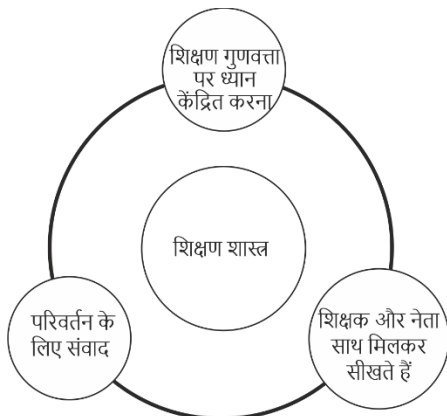 शिक्षण गुणवत्ता
पर ध्यान
केंद्रित करना
शिक्षण शास्त्र
परिवर्तन के
लिए संवाद
शिक्षक और नेता
साथ मिलकर
सीखते हैं